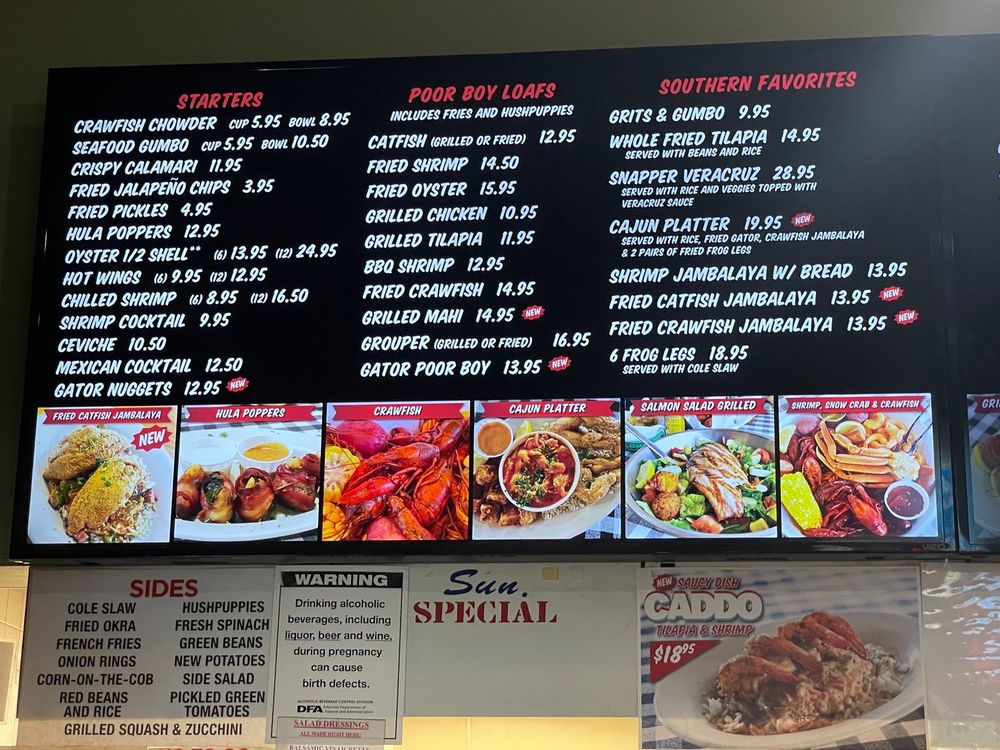 STARTERS
CRAWFISH CHOWDER CUP 5.95 BOWL 8.95
SEAFOOD GUMBO CUP 5.95 BOWL 10.50
CRISPY CALAMARI 11.95
FRIED JALAPEÑO CHIPS 3.95
FRIED PICKLES 4.95
HULA POPPERS 12.95
OYSTER 1/2 SHELL** (6) 13.95 (12) 24.95
HOT WINGS (6) 9.95 (12) 12.95
CHILLED SHRIMP (6) 8.95 (12) 16.50
SHRIMP COCKTAIL 9.95
CEVICHE 10.50
MEXICAN COCKTAIL 12.50
GATOR NUGGETS 12.95 NEW
POOR BOY LOAFS
INCLUDES FRIES AND HUSHPUPPIES
CATFISH (GRILLED OR FRIED) 12.95
FRIED SHRIMP 14.50
FRIED OYSTER 15.95
GRILLED CHICKEN 10.95
GRILLED TILAPIA 11.95
BBQ SHRIMP 12.95
FRIED CRAWFISH 14.95
GRILLED MAHI 14.95 NEW
GROUPER (GRILLED OR FRIED) 16.95
GATOR POOR BOY 13.95 NEW
SOUTHERN FAVORITES
GRITS & GUMBO 9.95
WHOLE FRIED TILAPIA 14.95
SERVED WITH BEANS AND RICE
SNAPPER VERACRUZ 28.95
SERVED WITH RICE AND VEGGIES TOPPED WITH
VERACRUZ SAUCE
CAJUN PLATTER 19.95 NEW
SERVED WITH RICE, FRIED GATOR, CRAWFISH JAMBALAYA
& 2 PAIRS OF FRIED FROG LEGS
SHRIMP JAMBALAYA W/ BREAD 13.95
FRIED CATFISH JAMBALAYA 13.95 NEW
FRIED CRAWFISH JAMBALAYA 13.95 NEW
6 FROG LEGS 18.95
SERVED WITH COLE SLAW
FRIED CATFISH JAMBALAYA
NEW
HULA POPPERS
CRAWFISH
CAJUN PLATTER
SALMON SALAD GRILLED
SHRIMP, SNOW CRAB & CRAWFISH
GRI
VIZIO
SIDES
COLE SLAW
FRIED OKRA
FRENCH FRIES
ONION RINGS
CORN-ON-THE-COB
RED BEANS
AND RICE
HUSHPUPPIES
FRESH SPINACH
GREEN BEANS
NEW POTATOES
SIDE SALAD
PICKLED GREEN
TOMATOES
GRILLED SQUASH & ZUCCHINI
WARNING
Drinking alcoholic
beverages, including
liquor, beer and wine,
during pregnancy
can cause
birth defects.
ALCOHOLIC BEVERAGE CONTROL DIVISION
DFA Arkansas Department of
Finance and Administration
SALAD DRESSINGS
ALL MADE RIGHT HERE!
BALSAMIC VINAIGRETTE
Sun.
SPECIAL
NEW SAUCY DISH
CADDO
TILAPIA & SHRIMP
$18.95